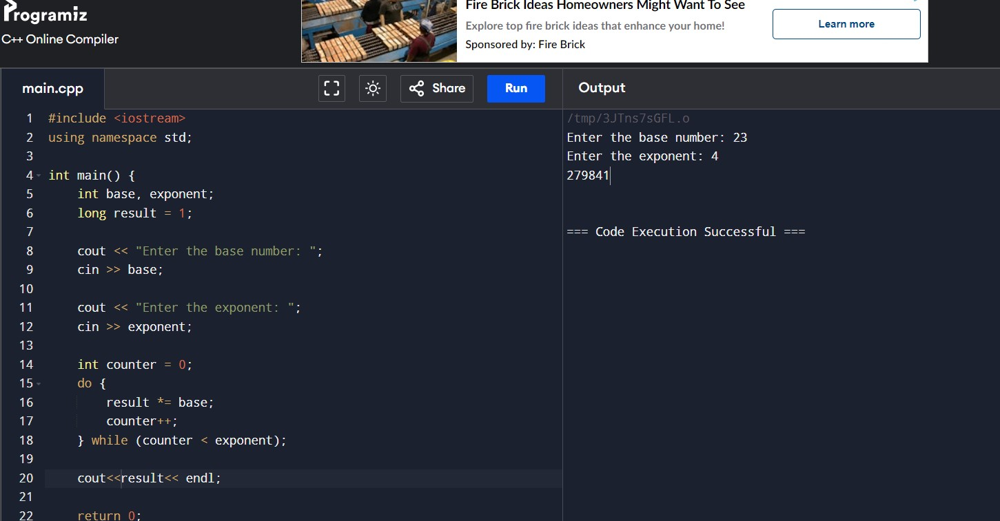 Programiz
C++ Online Compiler
Fire Brick Ideas Homeowners Might Want To See
Explore top fire brick ideas that enhance your home!
Sponsored by: Fire Brick
Learn more
main.cpp
Share
Run
Output
1 #include <iostream>
2 using namespace std;
3
4 int main() {
5     int base, exponent;
6     long result = 1;
7
8     cout << "Enter the base number: ";
9     cin >> base;
10
11     cout << "Enter the exponent: ";
12     cin >> exponent;
13
14     int counter = 0;
15     do {
16         result *= base;
17         counter++;
18     } while (counter < exponent);
19
20     cout<<result<< endl;
21
22     return 0;
/tmp/3JTns7sGFL.o
Enter the base number: 23
Enter the exponent: 4
279841
=== Code Execution Successful ===